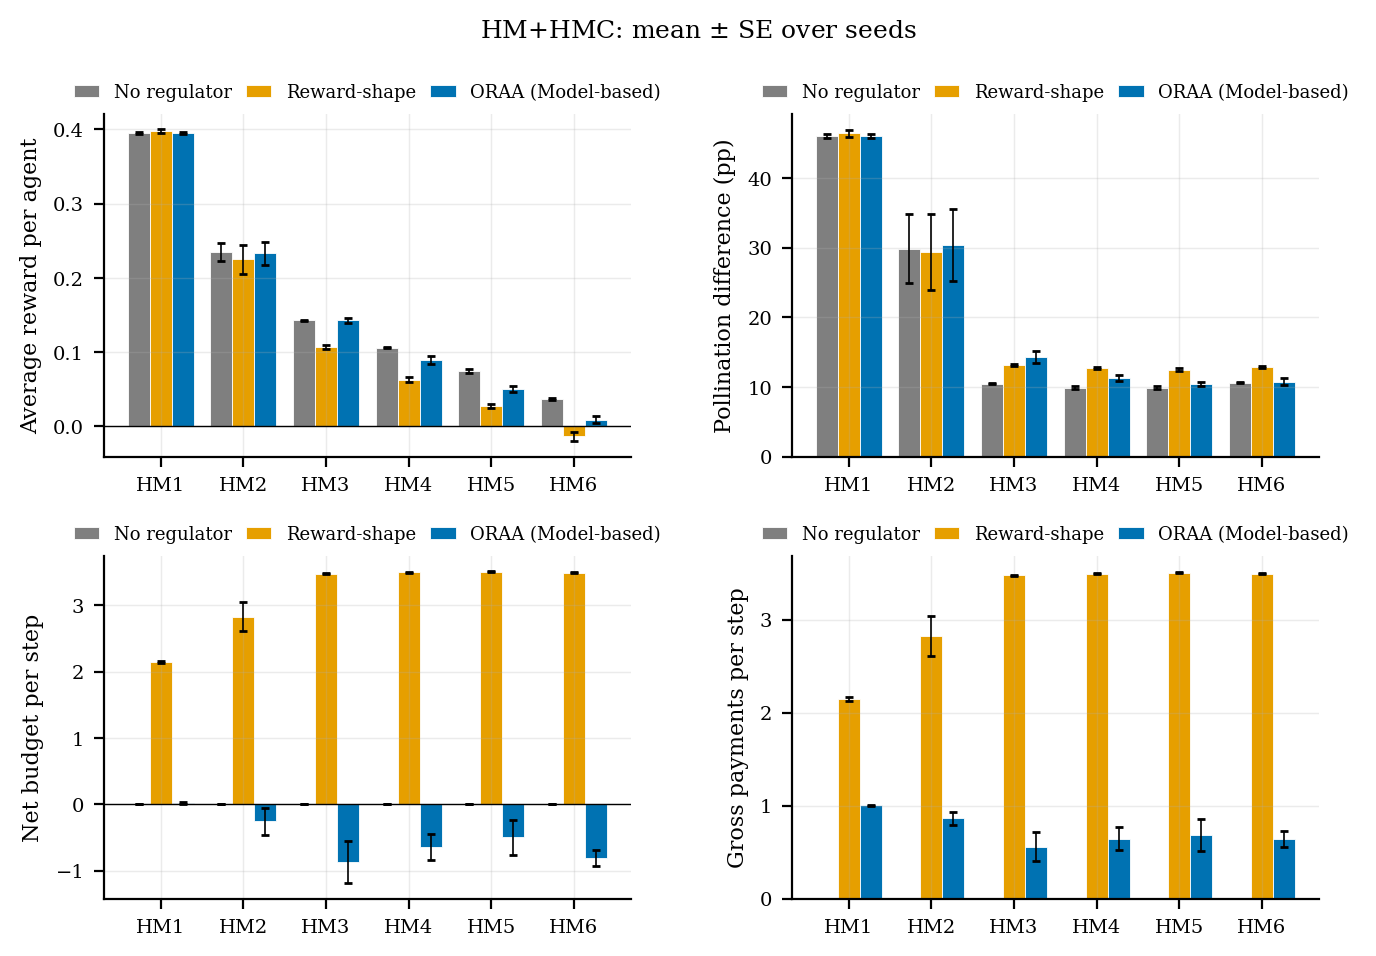 HM+HMC: mean ± SE over seeds
No regulator Reward-shape ORAA (Model-based)
Average reward per agent
0.4
0.3
0.2
0.1
0.0
HM1 HM2 HM3 HM4 HM5 HM6
No regulator Reward-shape ORAA (Model-based)
Pollination difference (pp)
40
30
20
10
0
HM1 HM2 HM3 HM4 HM5 HM6
No regulator Reward-shape ORAA (Model-based)
Net budget per step
3
2
1
0
−1
HM1 HM2 HM3 HM4 HM5 HM6
No regulator Reward-shape ORAA (Model-based)
Gross payments per step
3
2
1
0
HM1 HM2 HM3 HM4 HM5 HM6